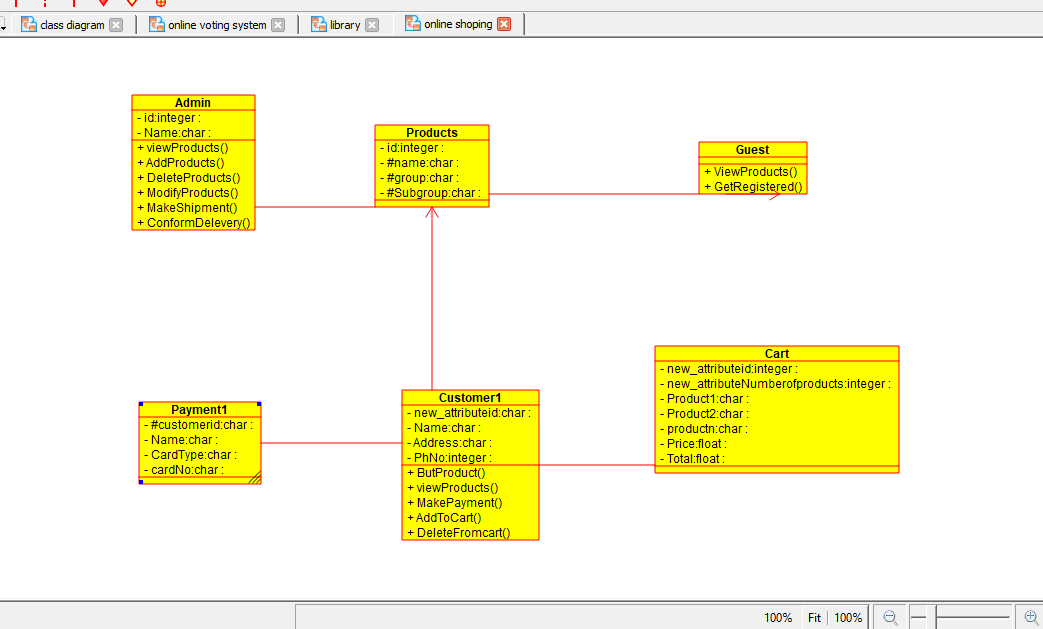 class diagram
online voting system
library
online shoping
Admin
- id:integer :
- Name:char :
+ viewProducts()
+ AddProducts()
+ DeleteProducts()
+ ModifyProducts()
+ MakeShipment()
+ ConformDelevery()
Products
- id:integer :
- #name:char :
- #group:char :
- #Subgroup:char :
Guest
+ ViewProducts()
+ GetRegistered()
Payment1
- #customerid:char :
- Name:char :
- CardType:char :
- cardNo:char :
Customer1
- new_attributeid:char :
- Name:char :
- Address:char :
- PhNo:integer :
+ ButProduct()
+ viewProducts()
+ MakePayment()
+ AddToCart()
+ DeleteFromcart()
Cart
- new_attributeid:integer :
- new_attributeNumberofproducts:integer :
- Product1:char :
- Product2:char :
- productn:char :
- Price:float :
- Total:float :
100% Fit 100%